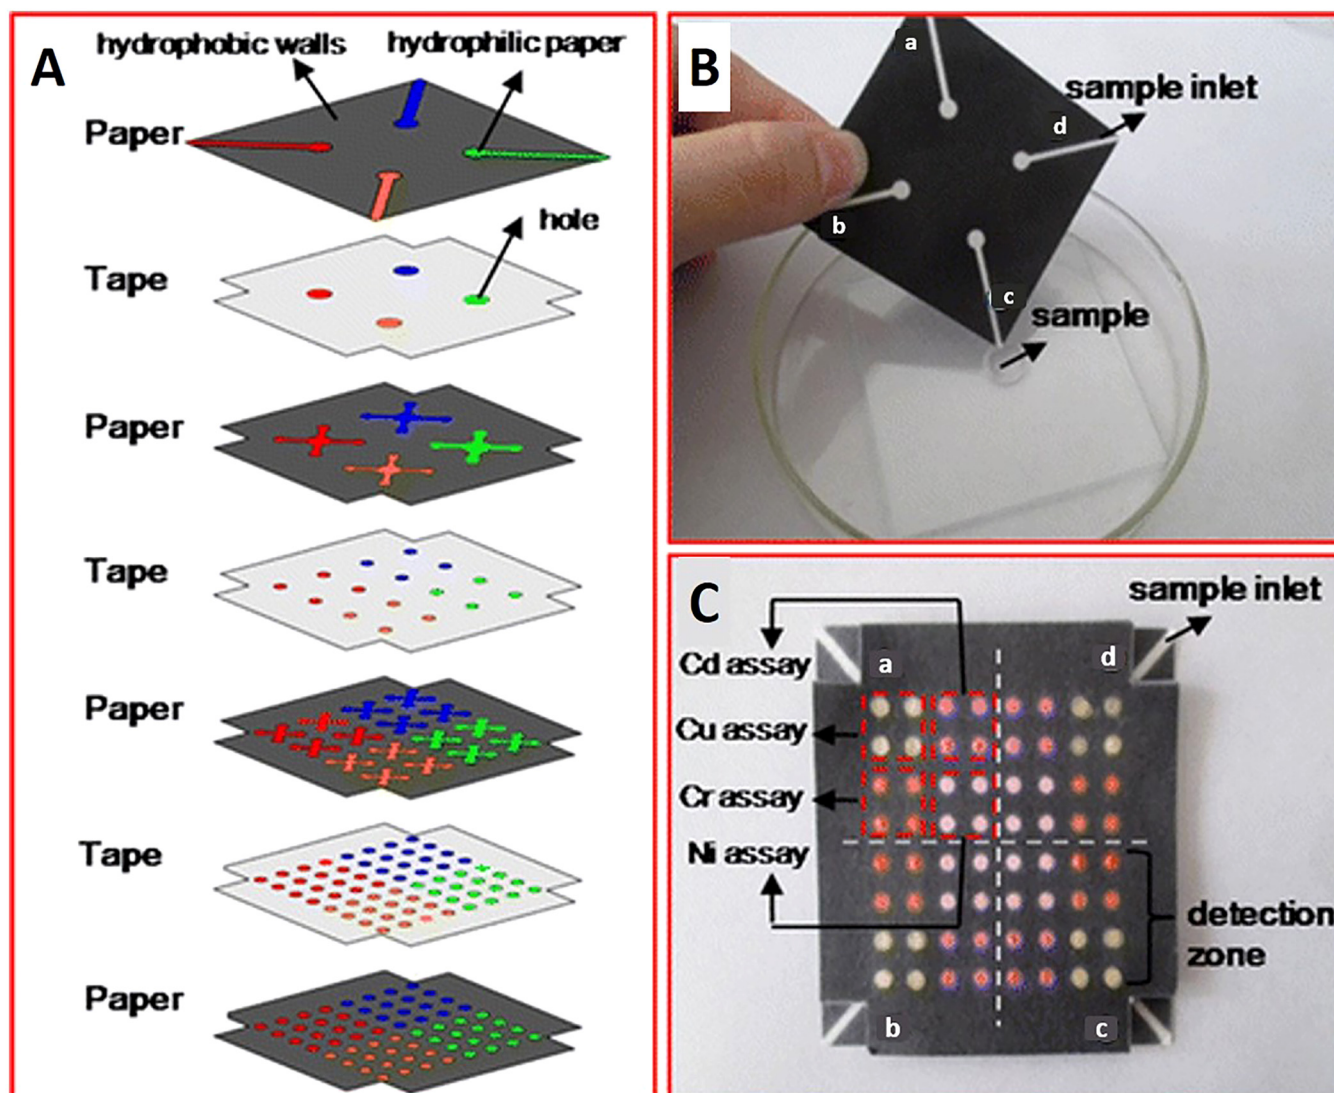 A
hydrophobic walls
hydrophilic paper
Paper
Tape
hole
Paper
Tape
Paper
Tape
Paper
B
a
sample inlet
d
b
c
sample
C
sample inlet
a
d
Cd assay
Cu assay
Cr assay
Ni assay
detection
zone
b
c